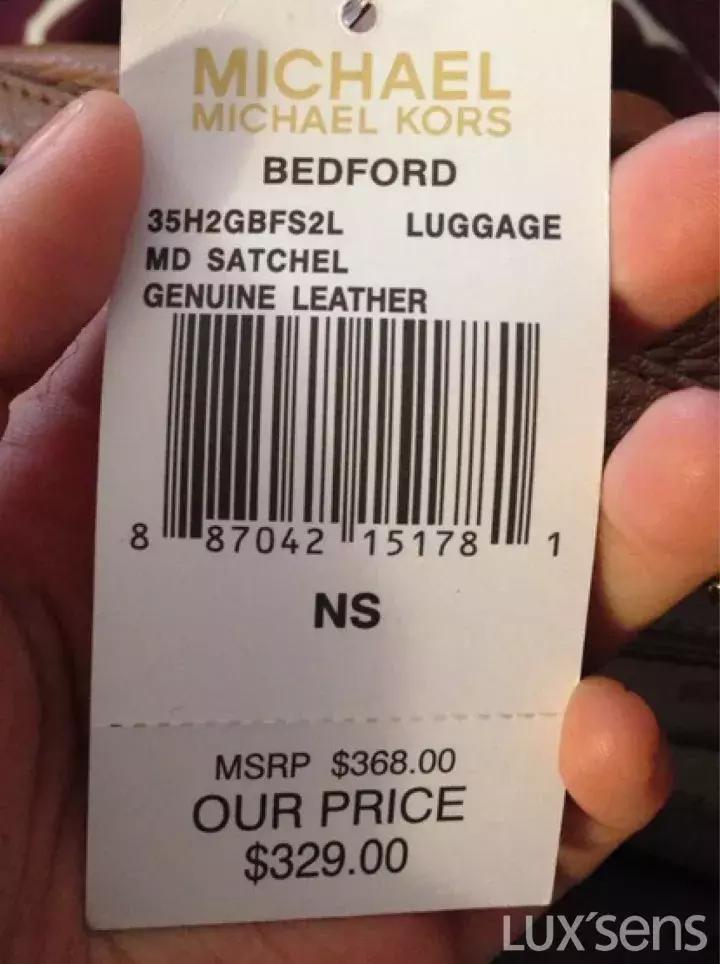 MICHAEL
MICHAEL KORS
BEDFORD
35H2GBFS2L LUGGAGE
MD SATCHEL
GENUINE LEATHER
8 87042 15178 1
NS
MSRP $368.00
OUR PRICE
$329.00
LUX'sens